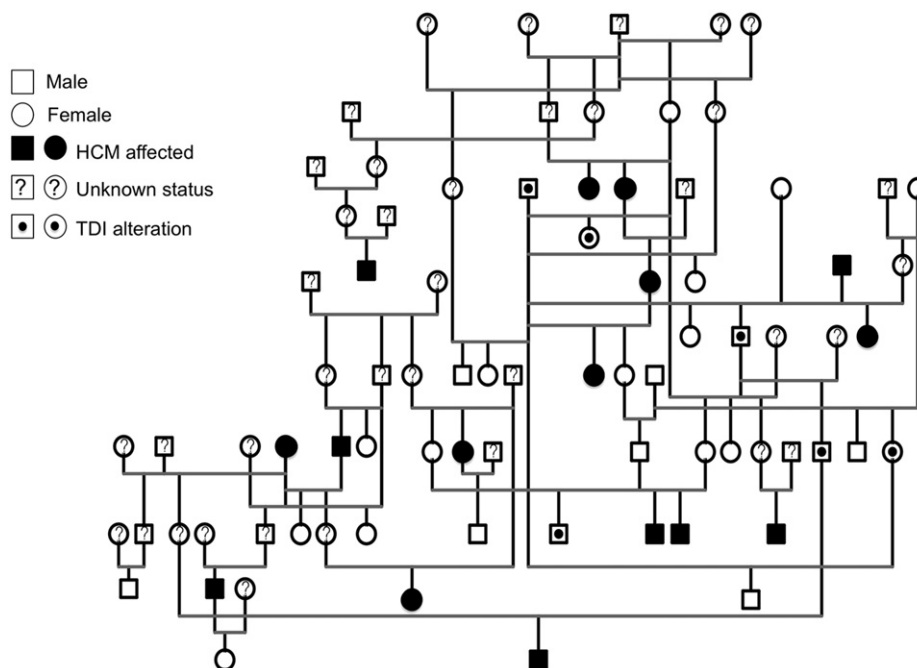 Male
Female
HCM affected
? ? Unknown status
TDI alteration